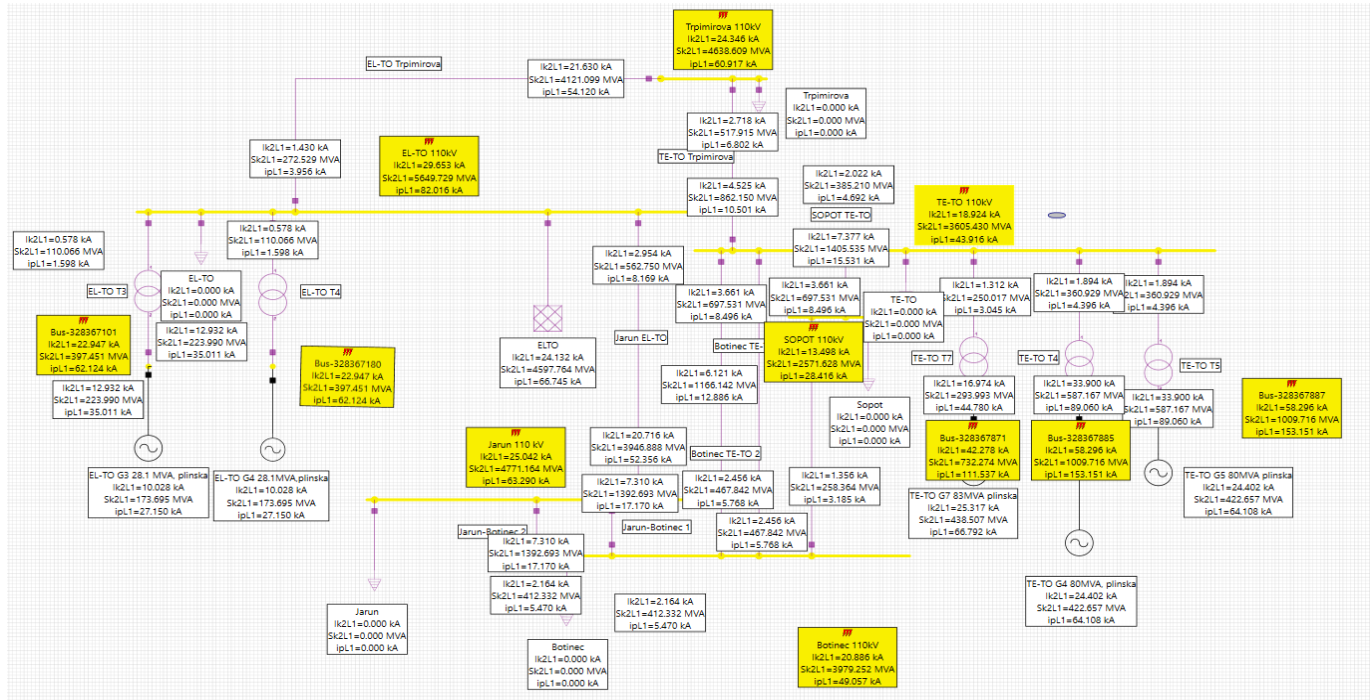 Trpimirova 110kV
Ik2L1=24.346 kA
Sk2L1=4638.609 MVA
ipL1=60.917 kA
EL-TO Trpimirova
Ik2L1=21.630 kA
Sk2L1=4121.099 MVA
ipL1=54.120 kA
Trpimirova
Ik2L1=0.000 kA
Sk2L1=0.000 MVA
ipL1=0.000 kA
Ik2L1=2.718 kA
Sk2L1=517.915 MVA
ipL1=6.802 kA
TE-TO Trpimirova
Ik2L1=1.430 kA
Sk2L1=272.529 MVA
ipL1=3.956 kA
EL-TO 110kV
Ik2L1=29.653 kA
Sk2L1=5649.729 MVA
ipL1=82.016 kA
Ik2L1=4.525 kA
Sk2L1=862.150 MVA
ipL1=10.501 kA
Ik2L1=2.022 kA
Sk2L1=385.210 MVA
ipL1=4.692 kA
SOPOT TE-TO
TE-TO 110kV
Ik2L1=18.924 kA
Sk2L1=3605.430 MVA
ipL1=43.916 kA
Ik2L1=0.578 kA
Sk2L1=110.066 MVA
ipL1=1.598 kA
Ik2L1=0.578 kA
Sk2L1=110.066 MVA
ipL1=1.598 kA
Ik2L1=2.954 kA
Sk2L1=562.750 MVA
ipL1=8.169 kA
Ik2L1=7.377 kA
Sk2L1=1405.535 MVA
ipL1=15.531 kA
EL-TO T3
EL-TO
Ik2L1=0.000 kA
Sk2L1=0.000 MVA
ipL1=0.000 kA
EL-TO T4
Ik2L1=3.661 kA
Sk2L1=697.531 MVA
ipL1=8.496 kA
Ik2L1=3.661 kA
Sk2L1=697.531 MVA
ipL1=8.496 kA
TE-TO
Ik2L1=0.000 kA
Sk2L1=0.000 MVA
ipL1=0.000 kA
Ik2L1=1.312 kA
Sk2L1=250.017 MVA
ipL1=3.045 kA
Ik2L1=1.894 kA
Sk2L1=360.929 MVA
ipL1=4.396 kA
Ik2L1=1.894 kA
=360.929 MVA
ipL1=4.396 kA
Bus-328367101
Ik2L1=22.947 kA
Sk2L1=397.451 MVA
ipL1=62.124 kA
Ik2L1=12.932 kA
Sk2L1=223.990 MVA
ipL1=35.011 kA
Bus-328367180
Ik2L1=22.947 kA
Sk2L1=397.451 MVA
ipL1=62.124 kA
ELTO
Ik2L1=24.132 kA
Sk2L1=4597.764 MVA
ipL1=66.745 kA
Jarun EL-TO
Botinec TE-
SOPOT 110kV
Ik2L1=13.498 kA
Sk2L1=2571.628 MVA
ipL1=28.416 kA
TE-TO T7
TE-TO T4
TE-TO T5
Ik2L1=12.932 kA
Sk2L1=223.990 MVA
ipL1=35.011 kA
Ik2L1=6.121 kA
Sk2L1=1166.142 MVA
ipL1=12.886 kA
Ik2L1=16.974 kA
Sk2L1=293.993 MVA
ipL1=44.780 kA
Ik2L1=33.900 kA
Sk2L1=587.167 MVA
ipL1=89.060 kA
Ik2L1=33.900 kA
Sk2L1=587.167 MVA
ipL1=89.060 kA
Bus-328367887
Ik2L1=58.296 kA
Sk2L1=1009.716 MVA
ipL1=153.151 kA
Sopot
Ik2L1=0.000 kA
Sk2L1=0.000 MVA
ipL1=0.000 kA
Bus-328367871
Ik2L1=42.278 kA
Sk2L1=732.274 MVA
ipL1=111.537 kA
Bus-328367885
Ik2L1=58.296 kA
Sk2L1=1009.716 MVA
ipL1=153.151 kA
Jarun 110 kV
Ik2L1=25.042 kA
Sk2L1=4771.164 MVA
ipL1=63.290 kA
Ik2L1=20.716 kA
Sk2L1=3946.888 MVA
ipL1=52.356 kA
Botinec TE-TO 2
EL-TO G3 28.1 MVA, plinska
Ik2L1=10.028 kA
Sk2L1=173.695 MVA
ipL1=27.150 kA
EL-TO G4 28.1MVA,plinska
Ik2L1=10.028 kA
Sk2L1=173.695 MVA
ipL1=27.150 kA
Ik2L1=7.310 kA
Sk2L1=1392.693 MVA
ipL1=17.170 kA
Ik2L1=2.456 kA
Sk2L1=467.842 MVA
ipL1=5.768 kA
Ik2L1=1.356 kA
Sk2L1=258.364 MVA
ipL1=3.185 kA
TE-TO G7 83MVA plinska
Ik2L1=25.317 kA
Sk2L1=438.507 MVA
ipL1=66.792 kA
TE-TO G5 80MVA plinska
Ik2L1=24.402 kA
Sk2L1=422.657 MVA
ipL1=64.108 kA
Jarun-Botinec 2
Jarun-Botinec 1
Ik2L1=2.456 kA
Sk2L1=467.842 MVA
ipL1=5.768 kA
Ik2L1=7.310 kA
Sk2L1=1392.693 MVA
ipL1=17.170 kA
Ik2L1=2.164 kA
Sk2L1=412.332 MVA
ipL1=5.470 kA
Ik2L1=2.164 kA
Sk2L1=412.332 MVA
ipL1=5.470 kA
TE-TO G4 80MVA, plinska
Ik2L1=24.402 kA
Sk2L1=422.657 MVA
ipL1=64.108 kA
Jarun
Ik2L1=0.000 kA
Sk2L1=0.000 MVA
ipL1=0.000 kA
Botinec
Ik2L1=0.000 kA
Sk2L1=0.000 MVA
ipL1=0.000 kA
Botinec 110kV
Ik2L1=20.886 kA
Sk2L1=3979.252 MVA
ipL1=49.057 kA